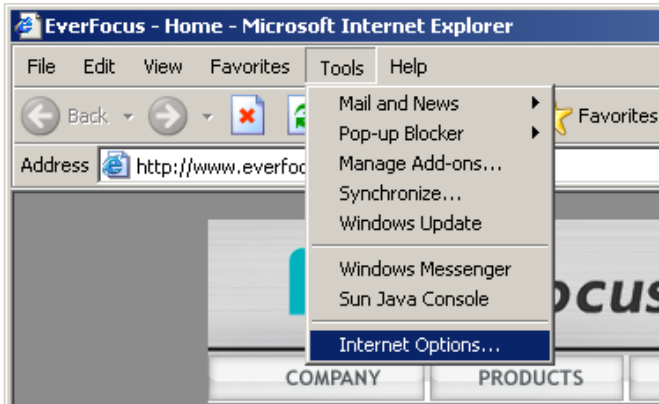 EverFocus - Home - Microsoft Internet Explorer
File Edit View Favorites Tools Help
Back Favorites
Address http://www.everfoc
Mail and News
Pop-up Blocker
Manage Add-ons...
Synchronize...
Windows Update
Windows Messenger
Sun Java Console
Internet Options...
ocus
COMPANY PRODUCTS